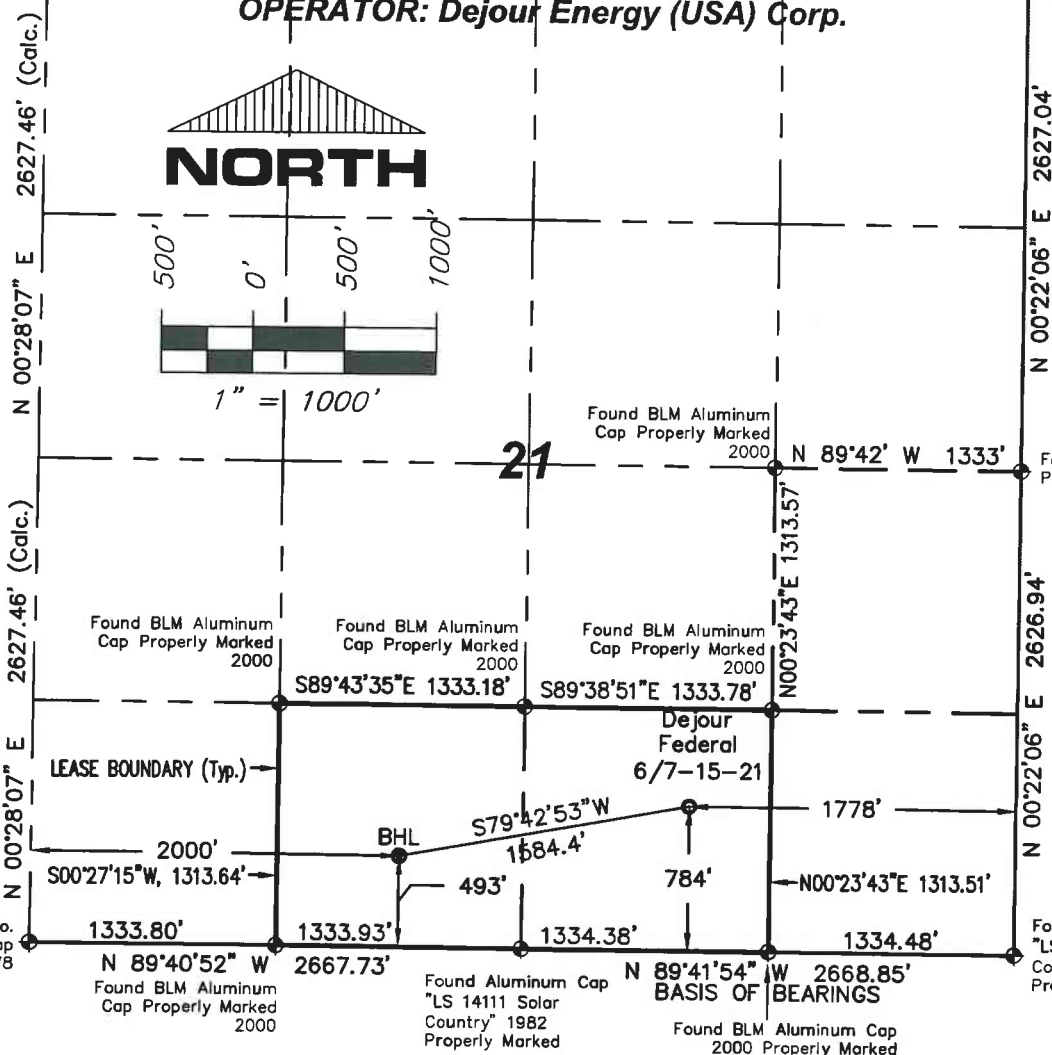 OPERATOR: Dejour Energy (USA) Corp.
2627.46' (Calc.)
N 00°28'07" E
2627.04'
N 00°22'06" E
NORTH
500'
0'
500'
1000'
1" = 1000'
Found BLM Aluminum
Cap Properly Marked
2000
21
N 89°42' W 1333'
N00°23'43"E 1313.57'
2627.46' (Calc.)
N 00°28'07" E
2626.94'
N 00°22'06" E
Found BLM Aluminum
Cap Properly Marked
2000
Found BLM Aluminum
Cap Properly Marked
2000
Found BLM Aluminum
Cap Properly Marked
2000
S89°43'35"E 1333.18'
S89°38'51"E 1333.78'
Dejour
Federal
6/7-15-21
LEASE BOUNDARY (Typ.)
S79°42'53"W
1584.4'
1778'
BHL
2000'
S00°27'15"W, 1313.64'
493'
784'
N00°23'43"E 1313.51'
1333.80'
1333.93'
1334.38'
1334.48'
N 89°40'52" W 2667.73'
N 89°41'54" W 2668.85'
BASIS OF BEARINGS
Found BLM Aluminum
Cap Properly Marked
2000
Found Aluminum Cap
"LS 14111 Solar
Country" 1982
Properly Marked
Found BLM Aluminum Cap
2000 Properly Marked